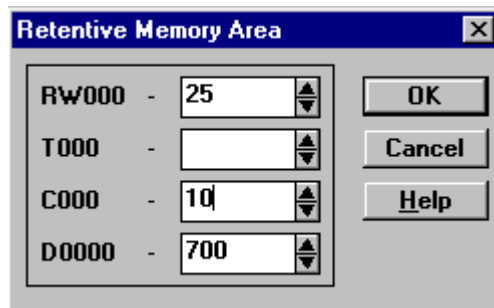 Retentive Memory Area
RW000 - 25 OK
T000 - Cancel
C000 - 10 Help
D0000 - 700